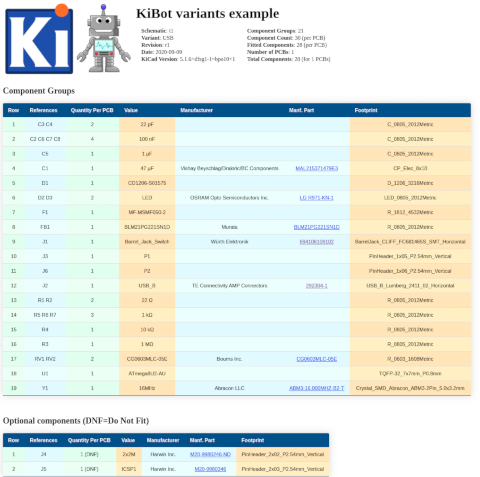 Ki
KiBot variants example
Schematic: t1
Variant: USB
Revision: r1
KiCad Version: 5.1.6+dfsg1-1~bpo10+1
Component Groups: 21
Component Count: 30 (per PCB)
Fitted Components: 28 (per PCB)
Number of PCBs: 1
Total Components: 28 (for 1 PCBs)
Component Groups
Row References Quantity Per PCB Value Manufacturer Manf. Part Footprint
1 C3 C4 2 22 pF C_0805_2012Metric
2 C2 C6 C7 C8 4 100 nF C_0805_2012Metric
3 C5 1 1 µF C_0805_2012Metric
4 C1 1 47 µF Vishay Beyschlag/Draloric/BC Components MAL215371479E3
5 D1 1 CD1206-S01575 D_1206_3216Metric
6 D2 D3 2 LED OSRAM Opto Semiconductors Inc. LG R971-KN-1 LED_0805_2012Metric
7 F1 1 MF-MSMF050-2 R_1812_4532Metric
8 FB1 1 BLM21PG221SN1D Murata BLM21PG221SN1D R_0805_2012Metric
9 J1 1 Barrel_Jack_Switch Würth Elektronik 694106109102
10 J3 1 P1 PinHeader_1x05_P2.54mm_Vertical
11 J6 1 P2 PinHeader_1x06_P2.54mm_Vertical
12 J2 1 USB_B TE Connectivity AMP Connectors 292304-1 USB_B_Lumberg_2411_02_Horizontal
13 R1 R2 2 22 Ω R_0805_2012Metric
14 R5 R6 R7 3 1 kΩ R_0805_2012Metric
15 R4 1 10 kΩ R_0805_2012Metric
16 R3 1 1 MΩ R_0805_2012Metric
17 RV1 RV2 2 CG0603MLC-05E Bourns Inc. CG0603MLC-05E R_0603_1608Metric
18 U1 1 ATmega8U2-AU TQFP-32_7x7mm_P0.8mm
19 Y1 1 16MHz Abracon LLC ABM3-16.000MHZ-B2-T Crystal_SMD_Abracon_ABM3-2Pin_5.0x3.2mm
Optional components (DNF=Do Not Fit)
Row References Quantity Per PCB Value Manufacturer Manf. Part Footprint
1 J4 1 (DNF) 2x2M Harwin Inc. M20-9980246-ND PinHeader_2x02_P2.54mm_Vertical
2 J5 1 (DNF) ICSP1 Harwin Inc. M20-9980346 PinHeader_2x03_P2.54mm_Vertical